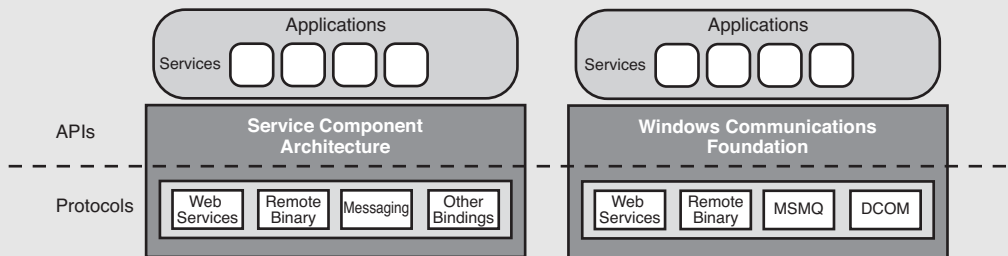 Applications
Services
Applications
Services
APIs
Service Component
Architecture
Windows Communications
Foundation
Protocols
Web
Services
Remote
Binary
Messaging
Other
Bindings
Web
Services
Remote
Binary
MSMQ
DCOM